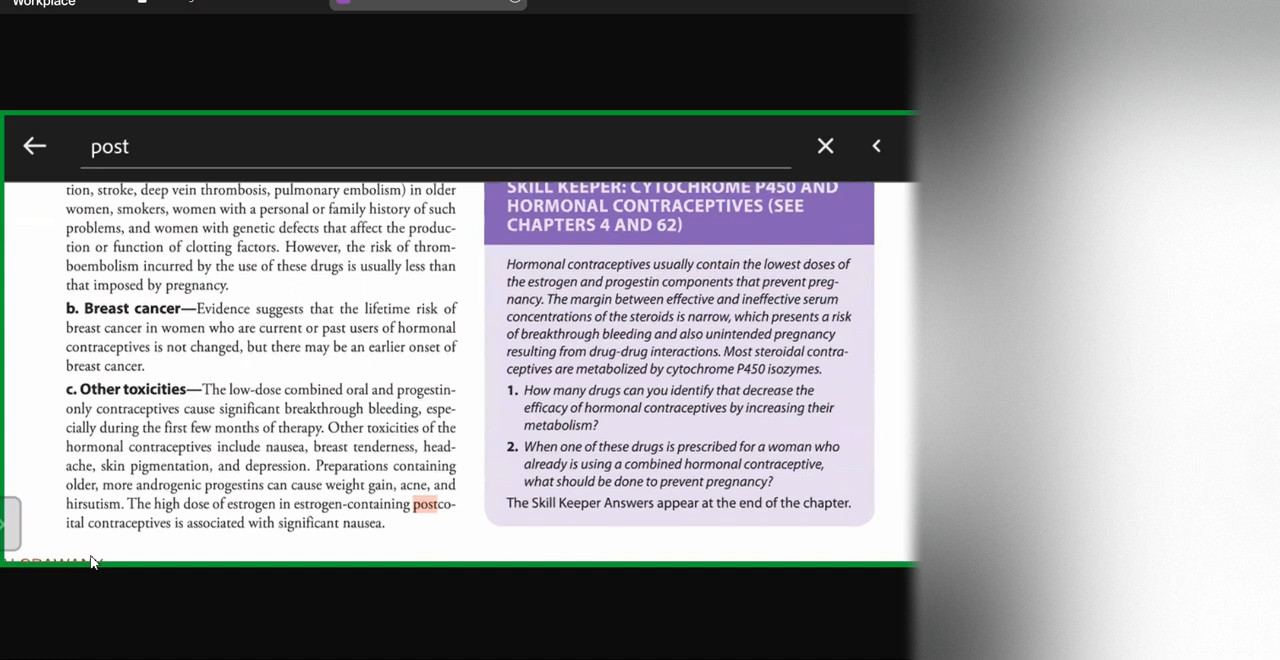 Workplace
post
tion, stroke, deep vein thrombosis, pulmonary embolism) in older
women, smokers, women with a personal or family history of such
problems, and women with genetic defects that affect the produc-
tion or function of clotting factors. However, the risk of throm-
boembolism incurred by the use of these drugs is usually less than
that imposed by pregnancy.
b. Breast cancer—Evidence suggests that the lifetime risk of
breast cancer in women who are current or past users of hormonal
contraceptives is not changed, but there may be an earlier onset of
breast cancer.
c. Other toxicities—The low-dose combined oral and progestin-
only contraceptives cause significant breakthrough bleeding, espe-
cially during the first few months of therapy. Other toxicities of the
hormonal contraceptives include nausea, breast tenderness, head-
ache, skin pigmentation, and depression. Preparations containing
older, more androgenic progestins can cause weight gain, acne, and
hirsutism. The high dose of estrogen in estrogen-containing postco-
ital contraceptives is associated with significant nausea.
SKILL KEEPER: CYTOCHROME P450 AND
HORMONAL CONTRACEPTIVES (SEE
CHAPTERS 4 AND 62)
Hormonal contraceptives usually contain the lowest doses of
the estrogen and progestin components that prevent preg-
nancy. The margin between effective and ineffective serum
concentrations of the steroids is narrow, which presents a risk
of breakthrough bleeding and also unintended pregnancy
resulting from drug-drug interactions. Most steroidal contra-
ceptives are metabolized by cytochrome P450 isozymes.
1. How many drugs can you identify that decrease the
efficacy of hormonal contraceptives by increasing their
metabolism?
2. When one of these drugs is prescribed for a woman who
already is using a combined hormonal contraceptive,
what should be done to prevent pregnancy?
The Skill Keeper Answers appear at the end of the chapter.